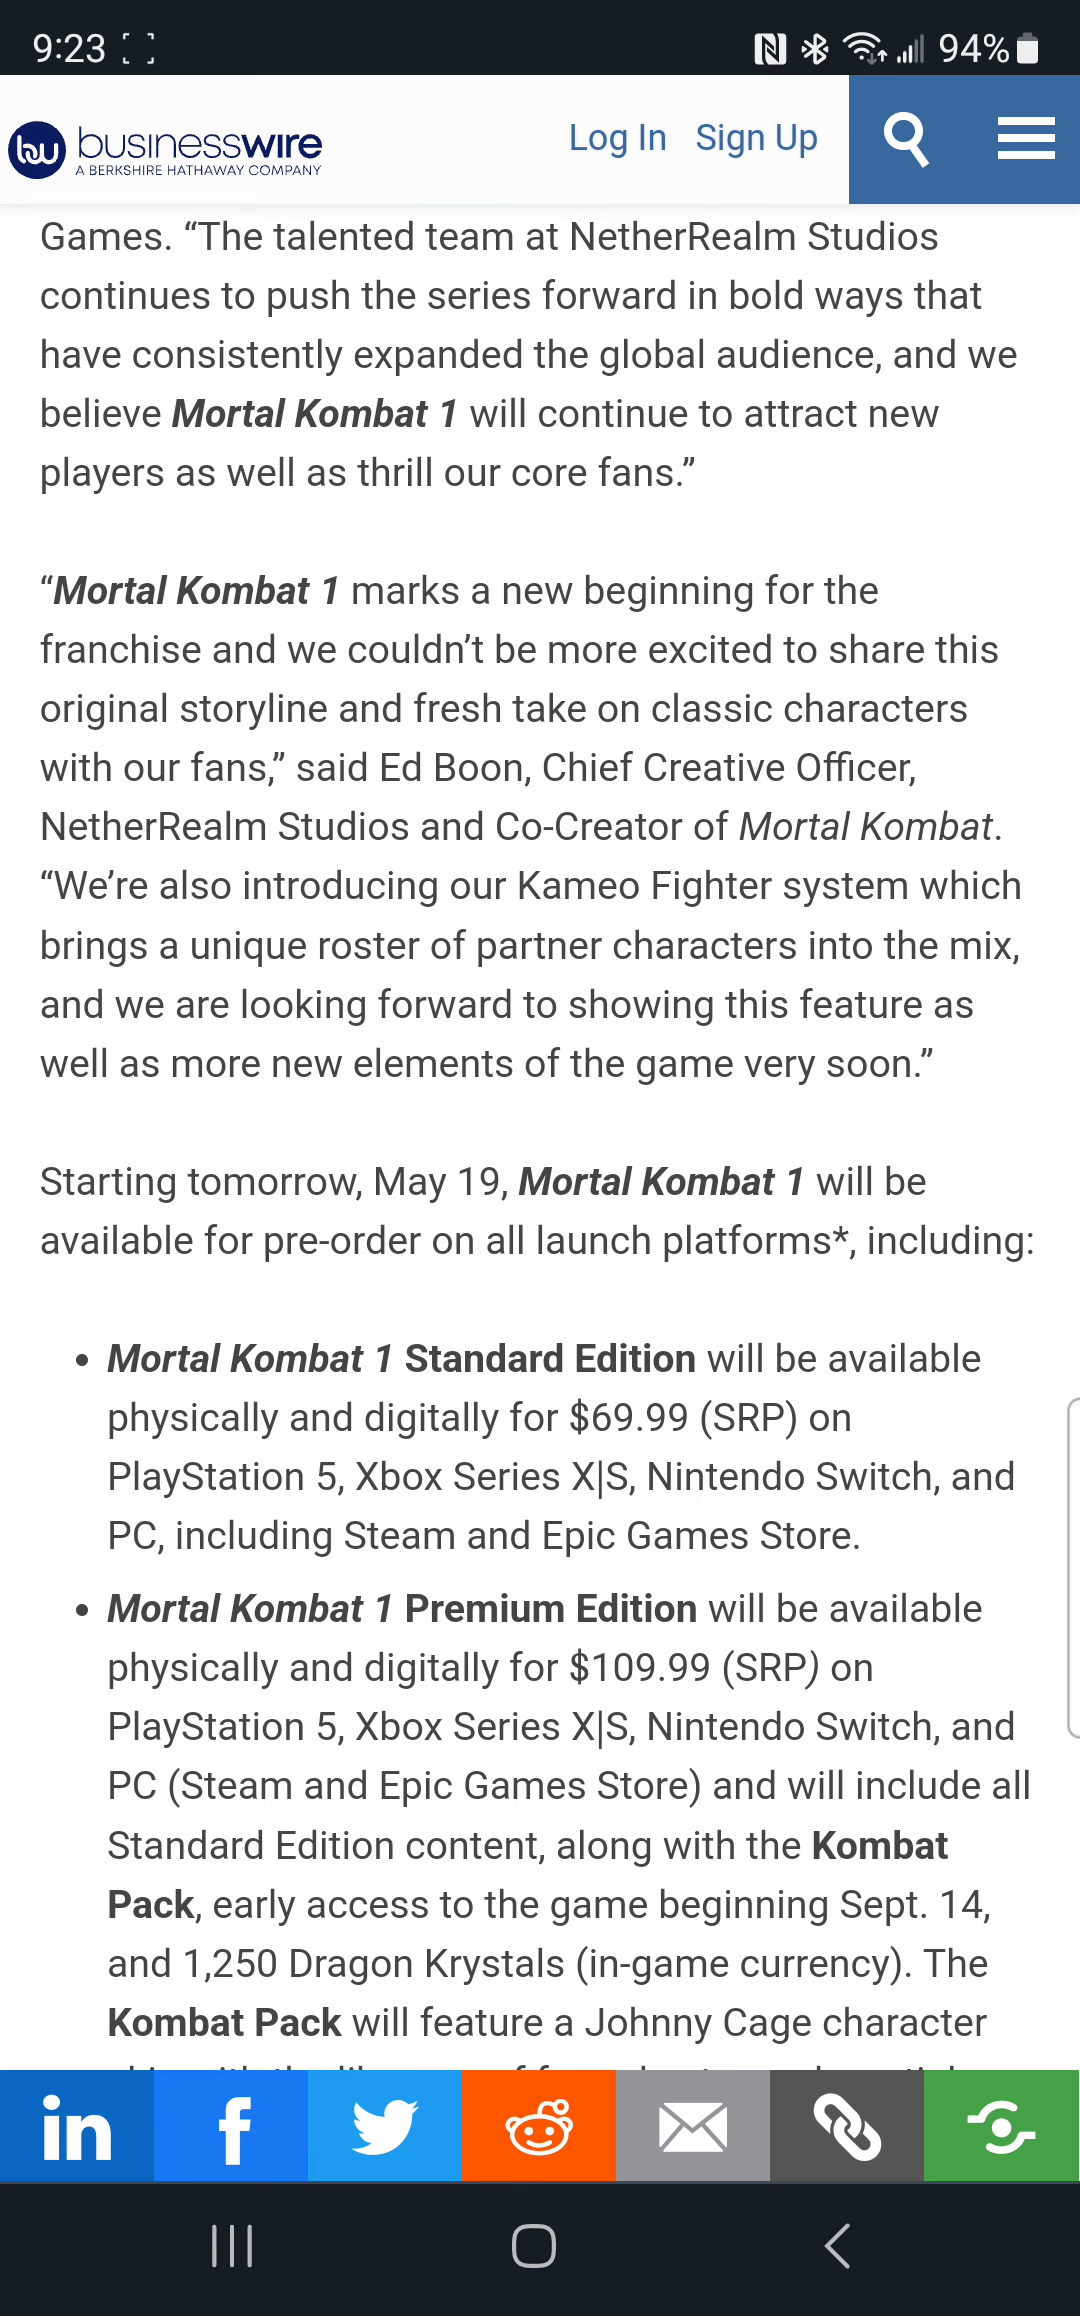 9:23
94%
bw businesswire
A BERKSHIRE HATHAWAY COMPANY
Log In Sign Up
Games. “The talented team at NetherRealm Studios
continues to push the series forward in bold ways that
have consistently expanded the global audience, and we
believe Mortal Kombat 1 will continue to attract new
players as well as thrill our core fans.”
“Mortal Kombat 1 marks a new beginning for the
franchise and we couldn’t be more excited to share this
original storyline and fresh take on classic characters
with our fans,” said Ed Boon, Chief Creative Officer,
NetherRealm Studios and Co-Creator of Mortal Kombat.
“We’re also introducing our Kameo Fighter system which
brings a unique roster of partner characters into the mix,
and we are looking forward to showing this feature as
well as more new elements of the game very soon.”
Starting tomorrow, May 19, Mortal Kombat 1 will be
available for pre-order on all launch platforms*, including:
• Mortal Kombat 1 Standard Edition will be available
physically and digitally for $69.99 (SRP) on
PlayStation 5, Xbox Series X|S, Nintendo Switch, and
PC, including Steam and Epic Games Store.
• Mortal Kombat 1 Premium Edition will be available
physically and digitally for $109.99 (SRP) on
PlayStation 5, Xbox Series X|S, Nintendo Switch, and
PC (Steam and Epic Games Store) and will include all
Standard Edition content, along with the Kombat
Pack, early access to the game beginning Sept. 14,
and 1,250 Dragon Krystals (in-game currency). The
Kombat Pack will feature a Johnny Cage character
in f